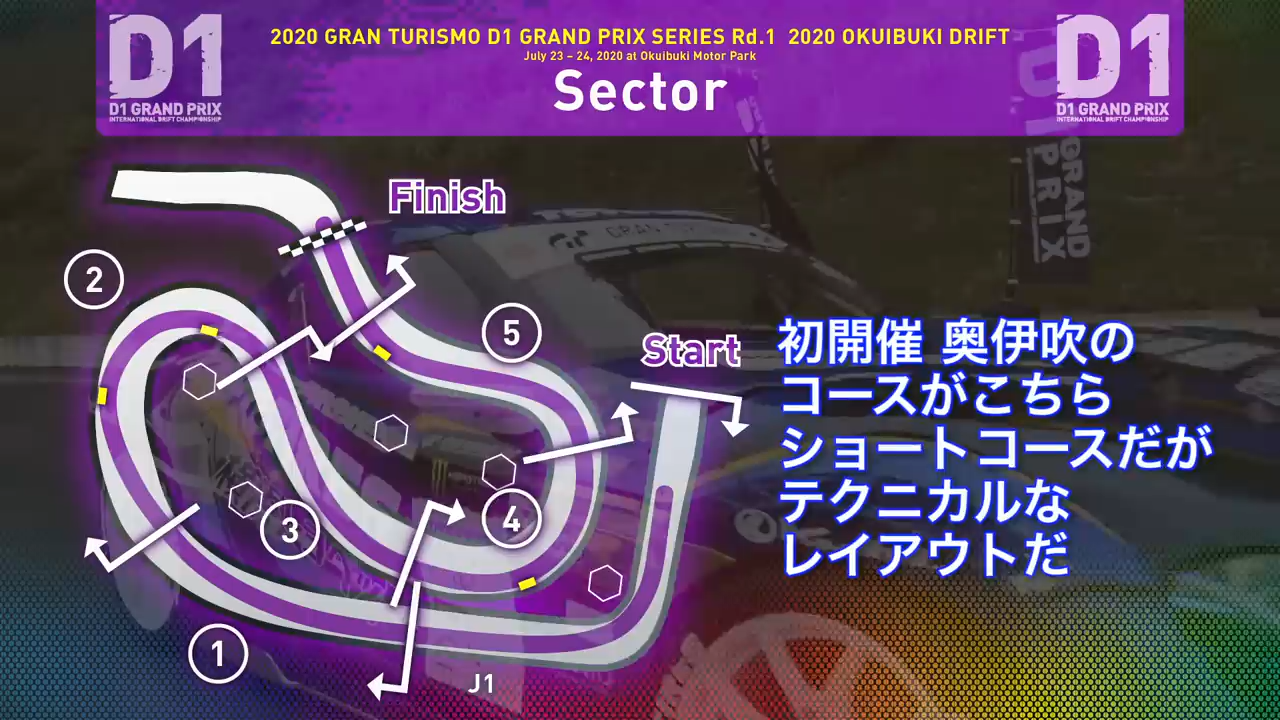 D1
D1 GRAND PRIX
INTERNATIONAL DRIFT CHAMPIONSHIP
2020 GRAN TURISMO D1 GRAND PRIX SERIES Rd.1 2020 OKUIBUKI DRIFT
July 23 – 24, 2020 at Okuibuki Motor Park
Sector
D1
D1 GRAND PRIX
INTERNATIONAL DRIFT CHAMPIONSHIP
Finish
2
5
Start
3
4
1
J1
初開催 奥伊吹の
コースがこちら
ショートコースだが
テクニカルな
レイアウトだ
GRAND
PRIX
GRAN TURISMO